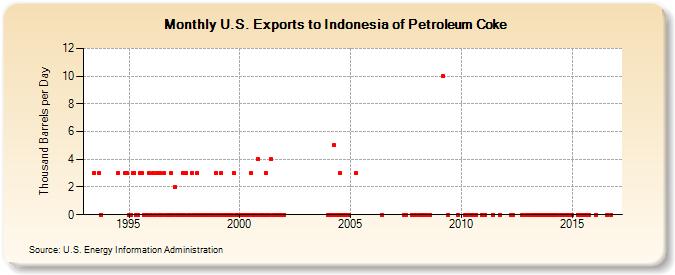 Monthly U.S. Exports to Indonesia of Petroleum Coke
Thousand Barrels per Day
12
10
8
6
4
2
0
1995 2000 2005 2010 2015
Source: U.S. Energy Information Administration